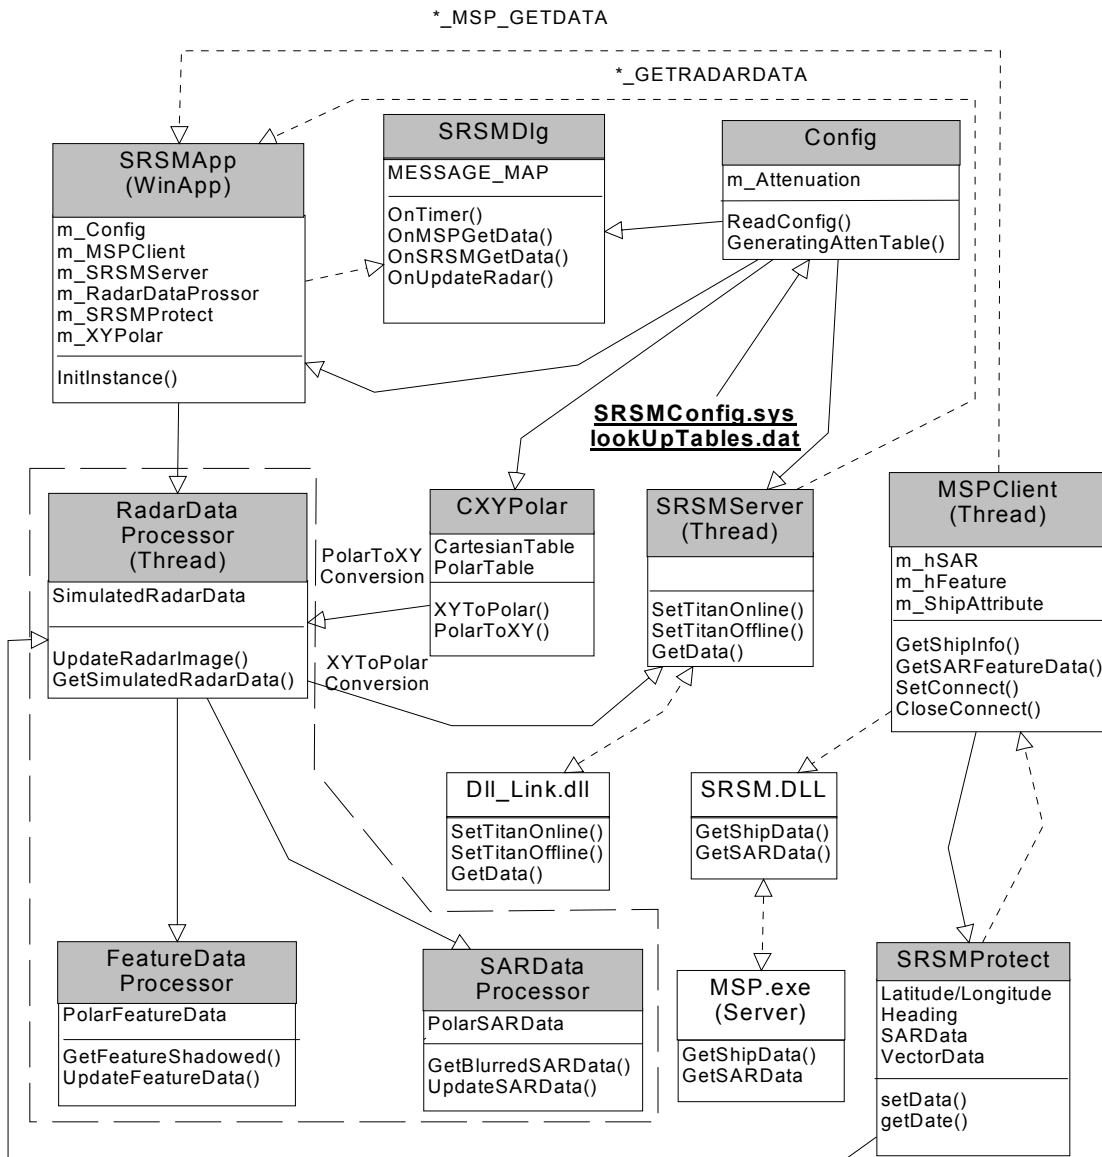 *_MSP_GETDATA
*_GETRADARDATA
SRSMApp
(WinApp)
m_Config
m_MSPClient
m_SRSMServer
m_RadarDataProssor
m_SRSMProtect
m_XYPolar
InitInstance()
SRSMDlg
MESSAGE_MAP
OnTimer()
OnMSPGetData()
OnSRSMGetData()
OnUpdateRadar()
Config
m_Attenuation
ReadConfig()
GeneratingAttenTable()
SRSMConfig.sys
lookUpTables.dat
RadarData
Processor
(Thread)
SimulatedRadarData
UpdateRadarImage()
GetSimulatedRadarData()
PolarToXY
Conversion
XYToPolar
Conversion
CXYPolar
CartesianTable
PolarTable
XYToPolar()
PolarToXY()
SRSMServer
(Thread)
SetTitanOnline()
SetTitanOffline()
GetData()
MSPClient
(Thread)
m_hSAR
m_hFeature
m_ShipAttribute
GetShipInfo()
GetSARFeatureData()
SetConnect()
CloseConnect()
Dll_Link.dll
SetTitanOnline()
SetTitanOffline()
GetData()
SRSM.DLL
GetShipData()
GetSARData()
FeatureData
Processor
PolarFeatureData
GetFeatureShadowed()
UpdateFeatureData()
SARData
Processor
PolarSARData
GetBlurredSARData()
UpdateSARData()
MSP.exe
(Server)
GetShipData()
GetSARData
SRSMProtect
Latitude/Longitude
Heading
SARData
VectorData
setData()
getDate()